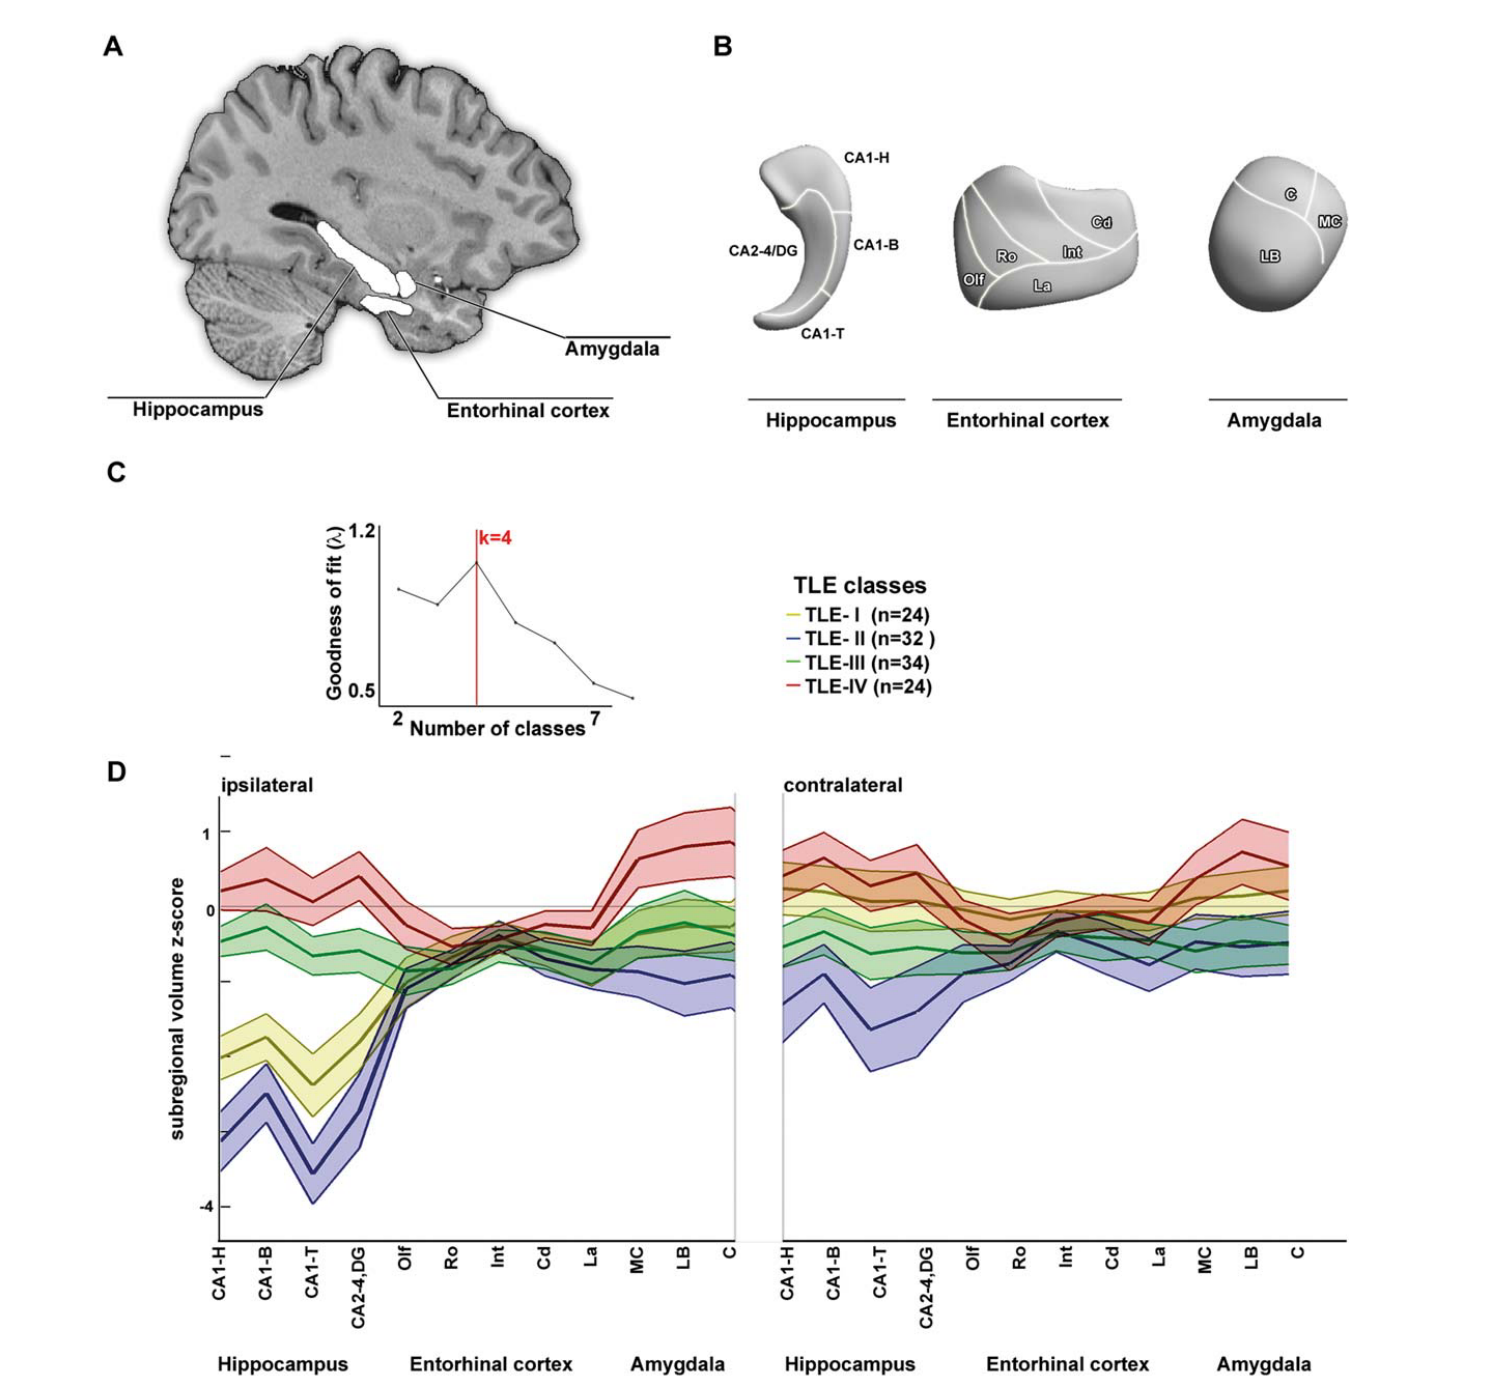 A
Amygdala
Hippocampus
Entorhinal cortex
B
CA1-H
CA2-4/DG
CA1-B
CA1-T
Hippocampus
Olf
Ro
Int
Cd
La
Entorhinal cortex
C
MC
LB
Amygdala
C
Goodness of fit (λ)
1.2
0.5
k=4
2
7
Number of classes
TLE classes
TLE- I (n=24)
TLE- II (n=32 )
TLE-III (n=34)
TLE-IV (n=24)
D
subregional volume z-score
1
0
-4
ipsilateral
CA1-H
CA1-B
CA1-T
CA2-4,DG
Olf
Ro
Int
Cd
La
MC
LB
C
Hippocampus
Entorhinal cortex
Amygdala
contralateral
CA1-H
CA1-B
CA1-T
CA2-4,DG
Olf
Ro
Int
Cd
La
MC
LB
C
Hippocampus
Entorhinal cortex
Amygdala